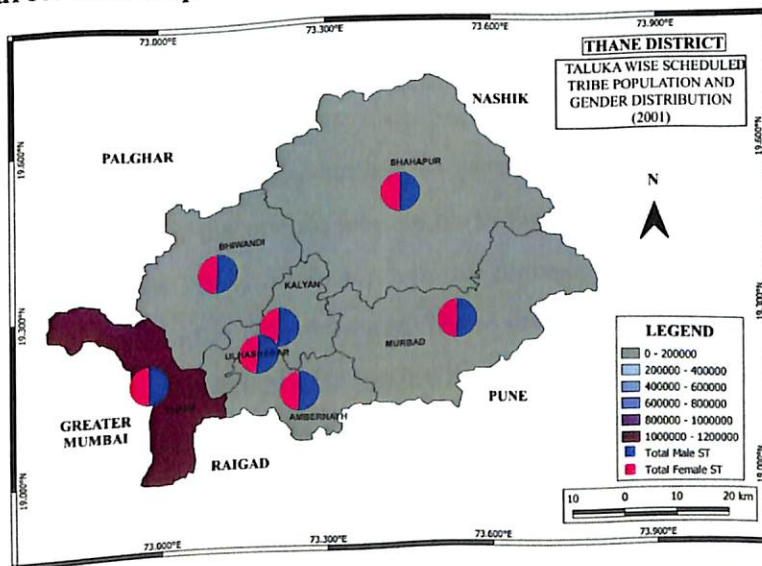 73.000°E 73.300°E 73.600°E 73.900°E
THANE DISTRICT
TALUKA WISE SCHEDULED
TRIBE POPULATION AND
GENDER DISTRIBUTION
(2001)
NASHIK
PALGHAR
19.600°N 19.600°N
SHAHAPUR
N
BHIWANDI
KALYAN
19.300°N 19.300°N
MURBAD
AMBERNATH
GREATER
MUMBAI
RAIGAD
PUNE
LEGEND
0 - 200000
200000 - 400000
400000 - 600000
600000 - 800000
800000 - 1000000
1000000 - 1200000
Total Male ST
Total Female ST
19.000°N 19.000°N
10 0 10 20 km
73.000°E 73.300°E 73.600°E 73.900°E